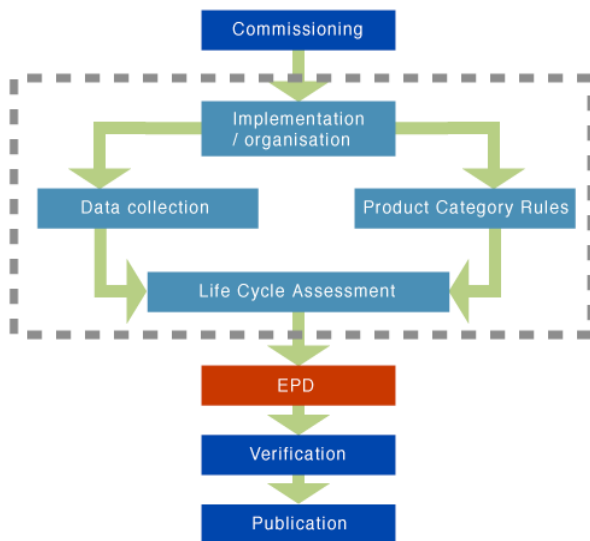 Commissioning
Implementation
/ organisation
Data collection
Product Category Rules
Life Cycle Assessment
EPD
Verification
Publication